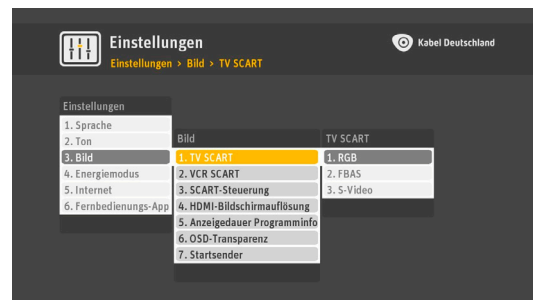 Einstellungen
Einstellungen > Bild > TV SCART
Kabel Deutschland
Einstellungen
1. Sprache
2. Ton
3. Bild
4. Energiemodus
5. Internet
6. Fernbedienungs-App
Bild
1. TV SCART
2. VCR SCART
3. SCART-Steuerung
4. HDMI-Bildschirmauflösung
5. Anzeigedauer Programminfo
6. OSD-Transparenz
7. Startsender
TV SCART
1. RGB
2. FBAS
3. S-Video